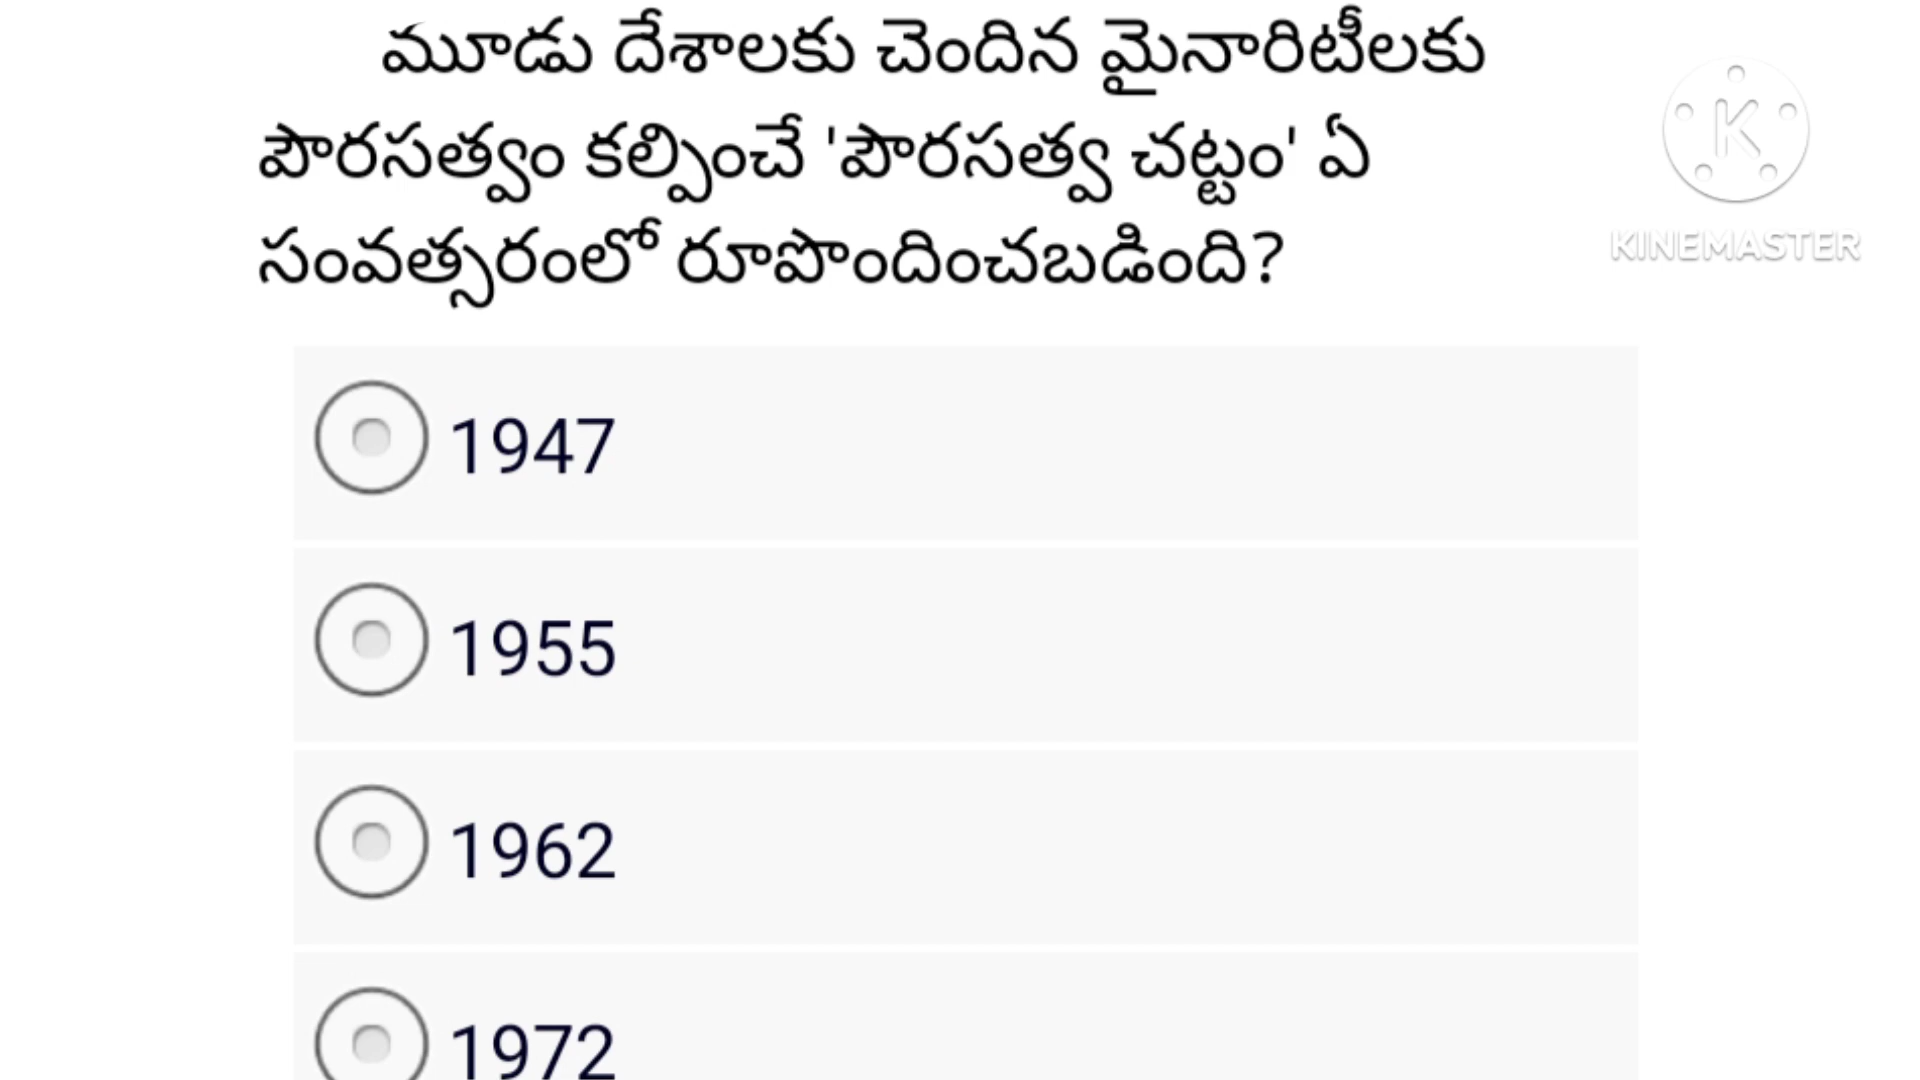 మూడు దేశాలకు చెందిన మైనారిటీలకు
పౌరసత్వం కల్పించే 'పౌరసత్వ చట్టం' ఏ
సంవత్సరంలో రూపొందించబడింది?
K
KINEMASTER
1947
1955
1962
1972